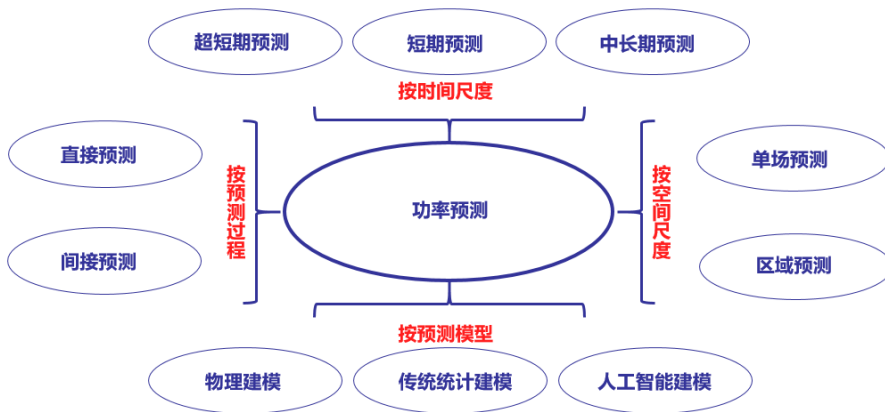 超短期预测
短期预测
中长期预测
按时间尺度
直接预测
间接预测
按预测过程
功率预测
按空间尺度
单场预测
区域预测
按预测模型
物理建模
传统统计建模
人工智能建模